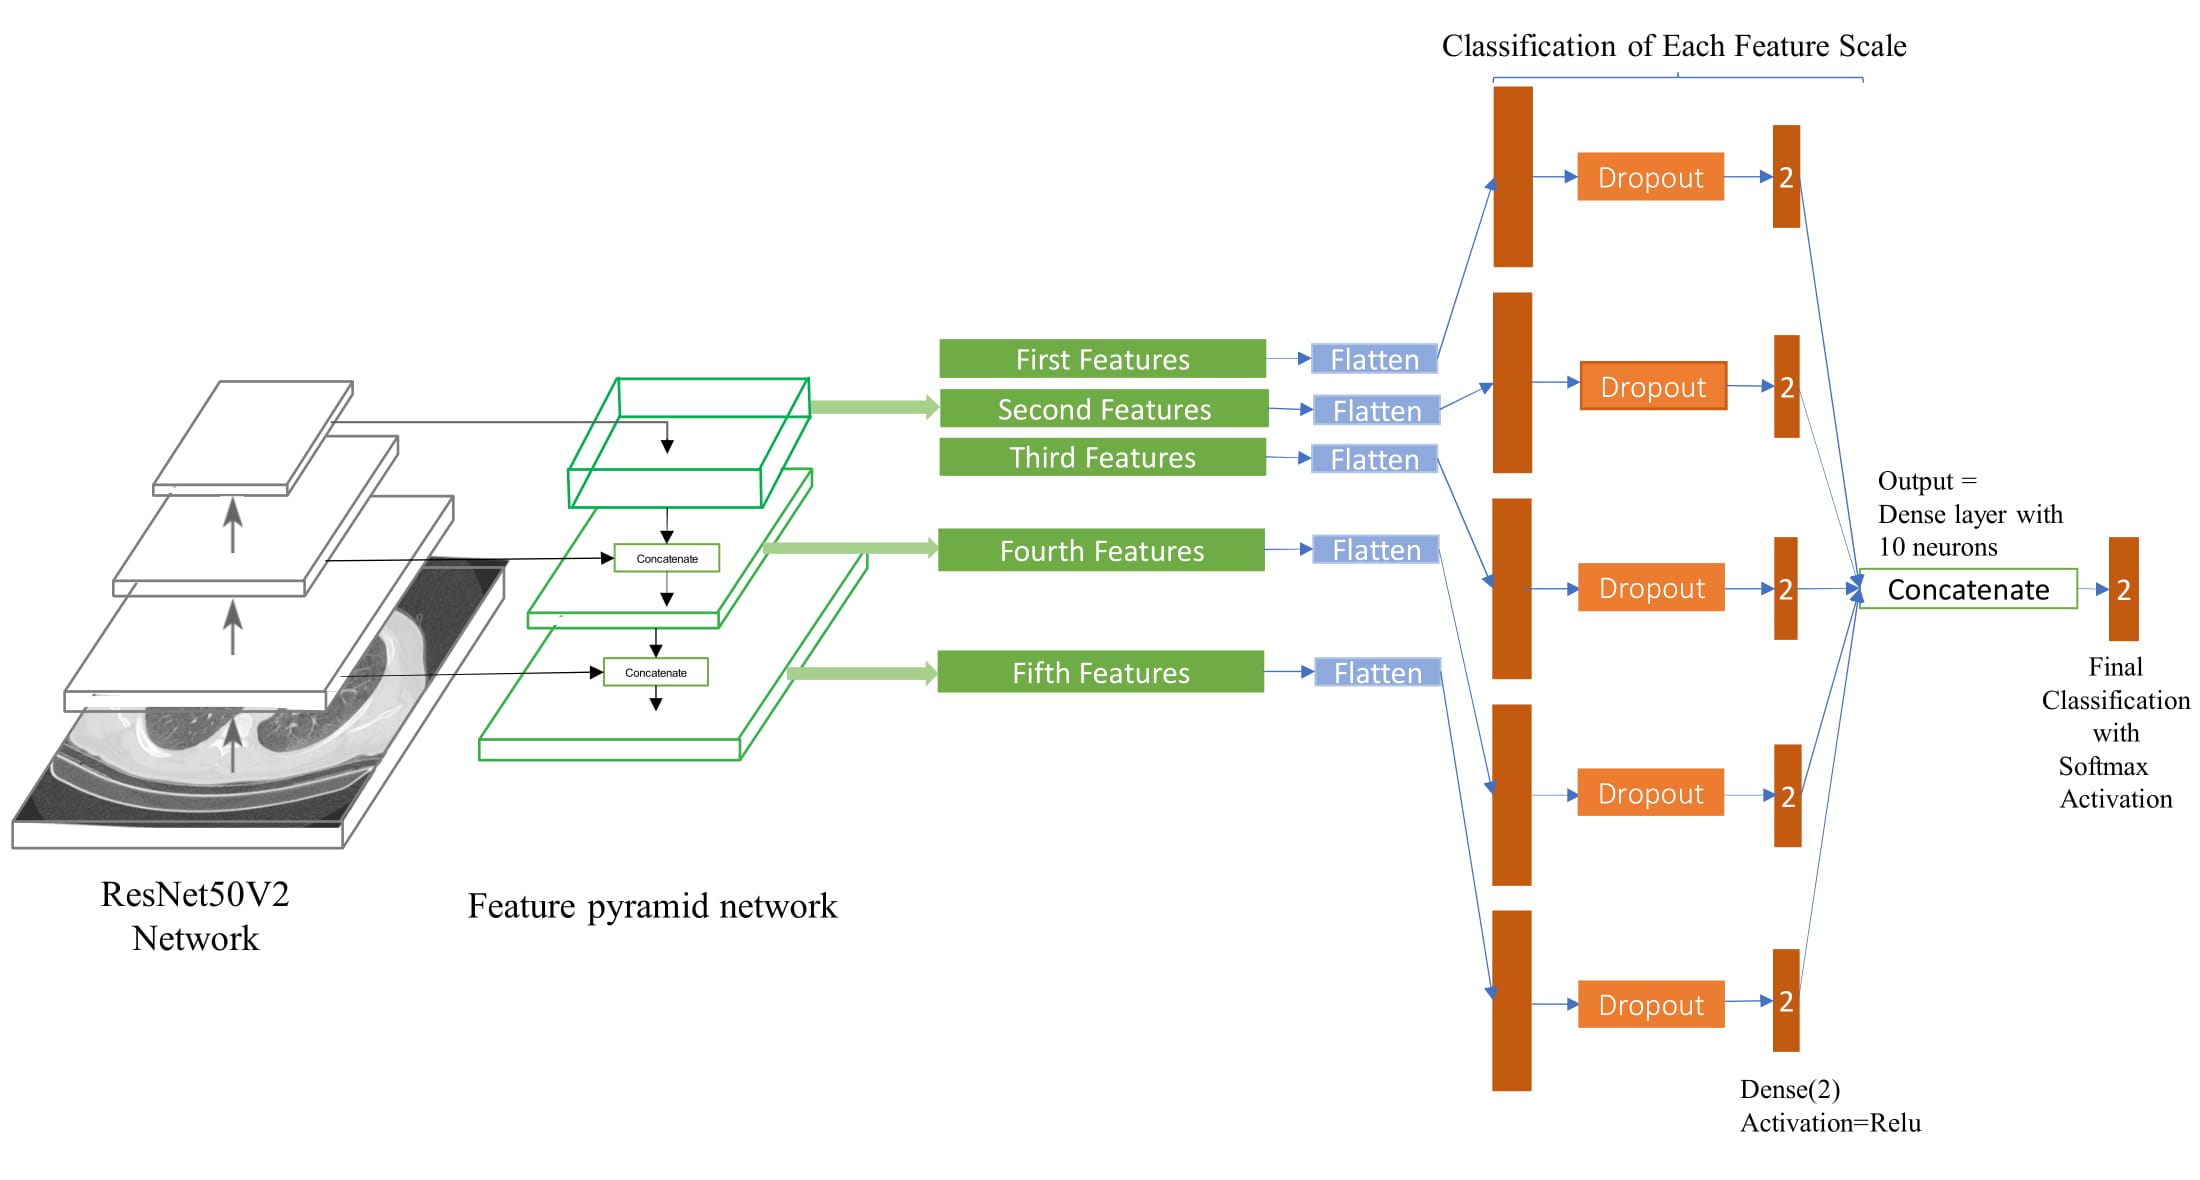 Classification of Each Feature Scale
Dropout
2
First Features
Flatten
Second Features
Flatten
Third Features
Flatten
Dropout
2
Concatenate
Fourth Features
Flatten
Output =
Dense layer with
10 neurons
Dropout
2
Concatenate
2
Concatenate
Fifth Features
Flatten
Final
Classification
with
Softmax
Activation
Dropout
2
ResNet50V2
Network
Feature pyramid network
Dropout
2
Dense(2)
Activation=Relu